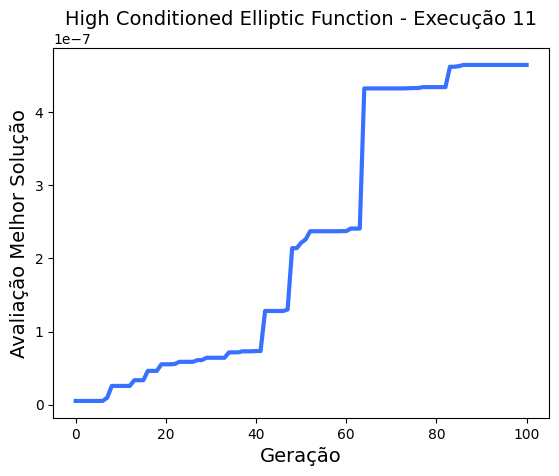 High Conditioned Elliptic Function - Execução 11
1e−7
Avaliação Melhor Solução
4
3
2
1
0
0 20 40 60 80 100
Geração